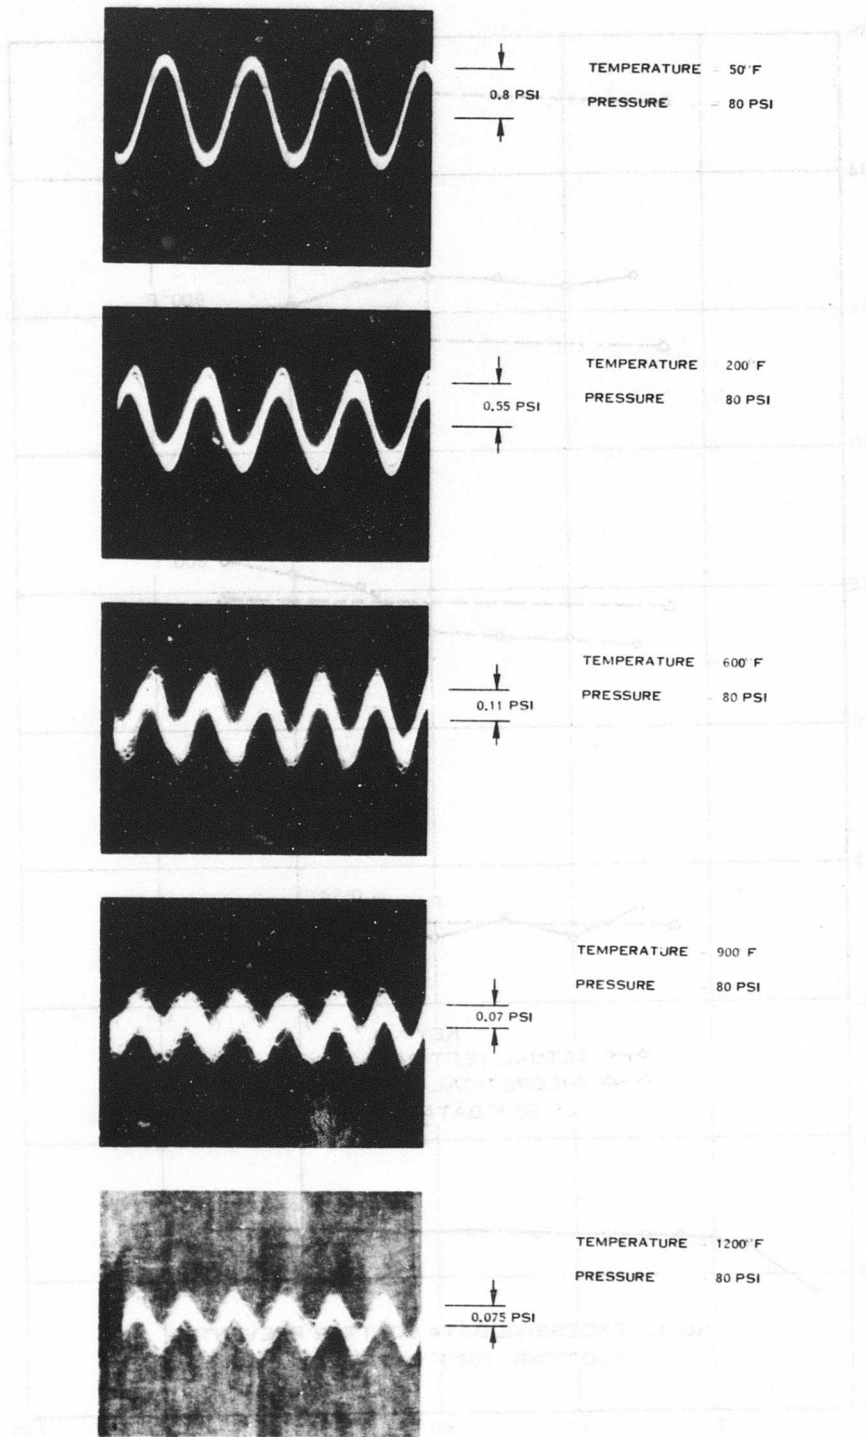 TEMPERATURE = 50°F
0.8 PSI
PRESSURE = 80 PSI
TEMPERATURE 200°F
0.55 PSI
PRESSURE 80 PSI
TEMPERATURE = 600°F
0.11 PSI
PRESSURE = 80 PSI
TEMPERATURE 900 F
PRESSURE 80 PSI
0.07 PSI
TEMPERATURE 1200°F
PRESSURE 80 PSI
0.075 PSI